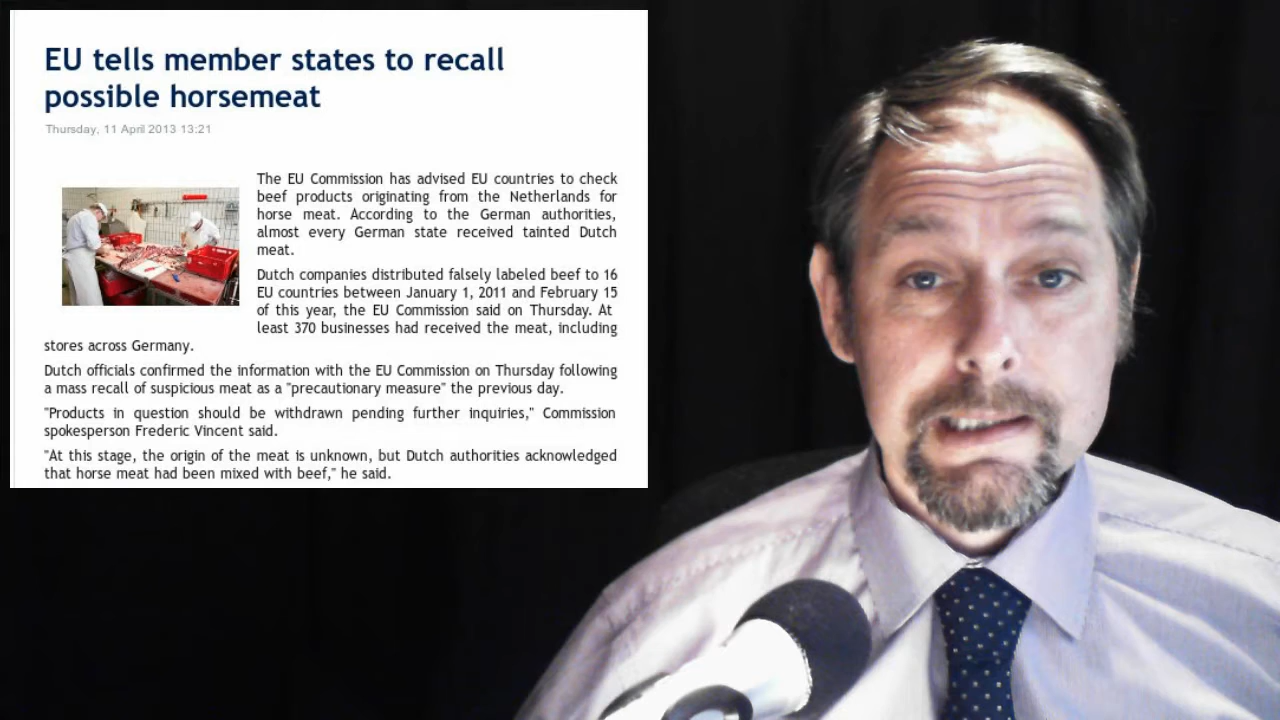 EU tells member states to recall
possible horsemeat
Thursday, 11 April 2013 13:21
The EU Commission has advised EU countries to check
beef products originating from the Netherlands for
horse meat. According to the German authorities,
almost every German state received tainted Dutch
meat.
Dutch companies distributed falsely labeled beef to 16
EU countries between January 1, 2011 and February 15
of this year, the EU Commission said on Thursday. At
least 370 businesses had received the meat, including
stores across Germany.
Dutch officials confirmed the information with the EU Commission on Thursday following
a mass recall of suspicious meat as a "precautionary measure" the previous day.
"Products in question should be withdrawn pending further inquiries," Commission
spokesperson Frederic Vincent said.
"At this stage, the origin of the meat is unknown, but Dutch authorities acknowledged
that horse meat had been mixed with beef," he said.